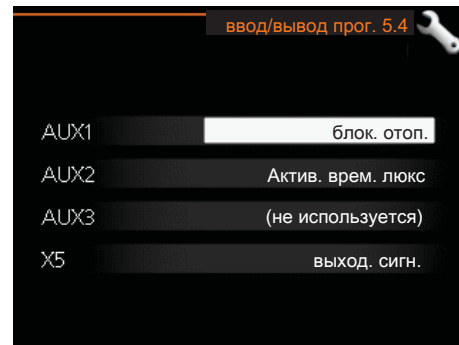 ввод/вывод прог. 5.4
AUX1 блок. отоп.
AUX2 Актив. врем. люкс
AUX3 (не используется)
X5 выход. сигн.